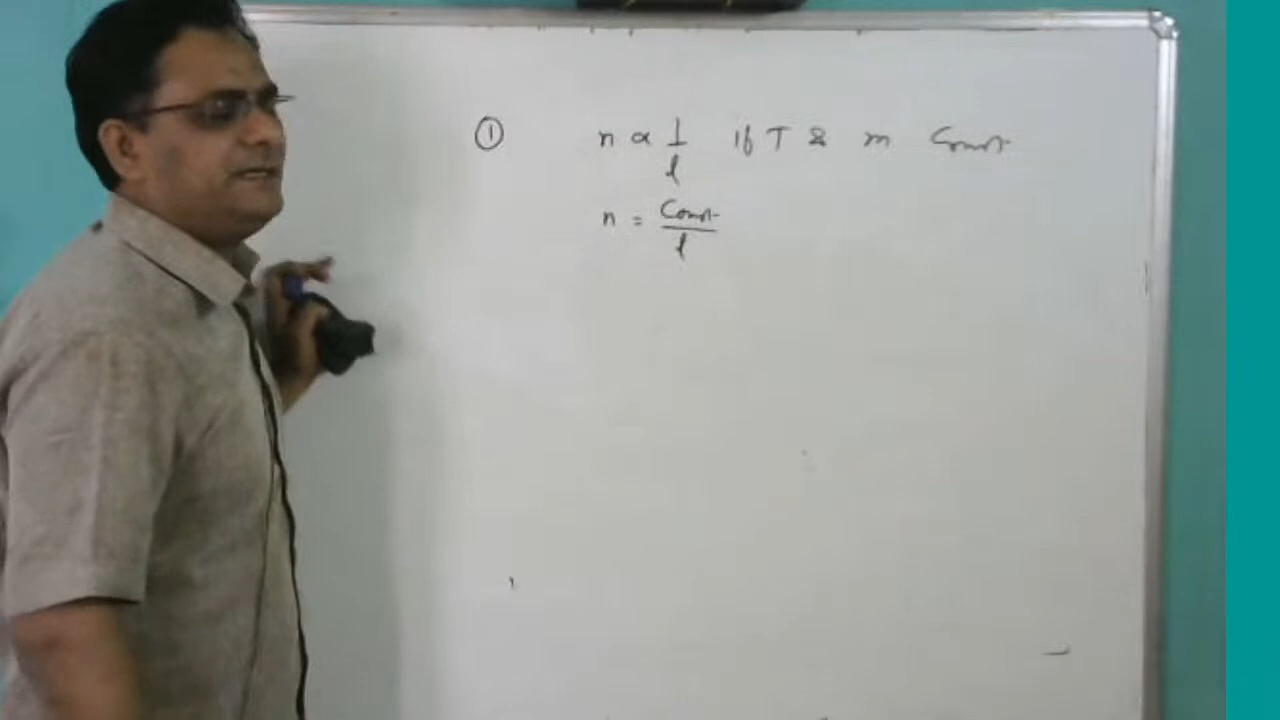 ① n ∝ 1/l If T & m Const
n = Const/l